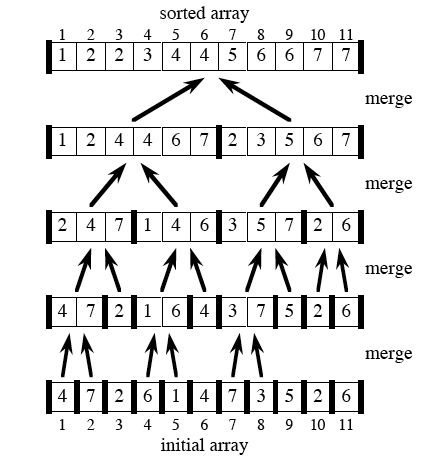 sorted array
1 2 3 4 5 6 7 8 9 10 11
1 2 2 3 4 4 5 6 6 7 7
merge
1 2 4 4 6 7 2 3 5 6 7
merge
2 4 7 1 4 6 3 5 7 2 6
merge
4 7 2 1 6 4 3 7 5 2 6
merge
4 7 2 6 1 4 7 3 5 2 6
1 2 3 4 5 6 7 8 9 10 11
initial array